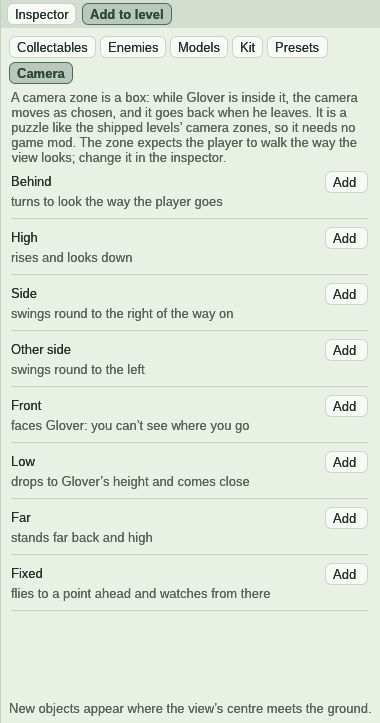 Inspector Add to level
Collectables Enemies Models Kit Presets
Camera
A camera zone is a box: while Glover is inside it, the camera
moves as chosen, and it goes back when he leaves. It is a
puzzle like the shipped levels' camera zones, so it needs no
game mod. The zone expects the player to walk the way the
view looks; change it in the inspector.
Behind Add
turns to look the way the player goes
High Add
rises and looks down
Side Add
swings round to the right of the way on
Other side Add
swings round to the left
Front Add
faces Glover: you can't see where you go
Low Add
drops to Glover's height and comes close
Far Add
stands far back and high
Fixed Add
flies to a point ahead and watches from there
New objects appear where the view's centre meets the ground.